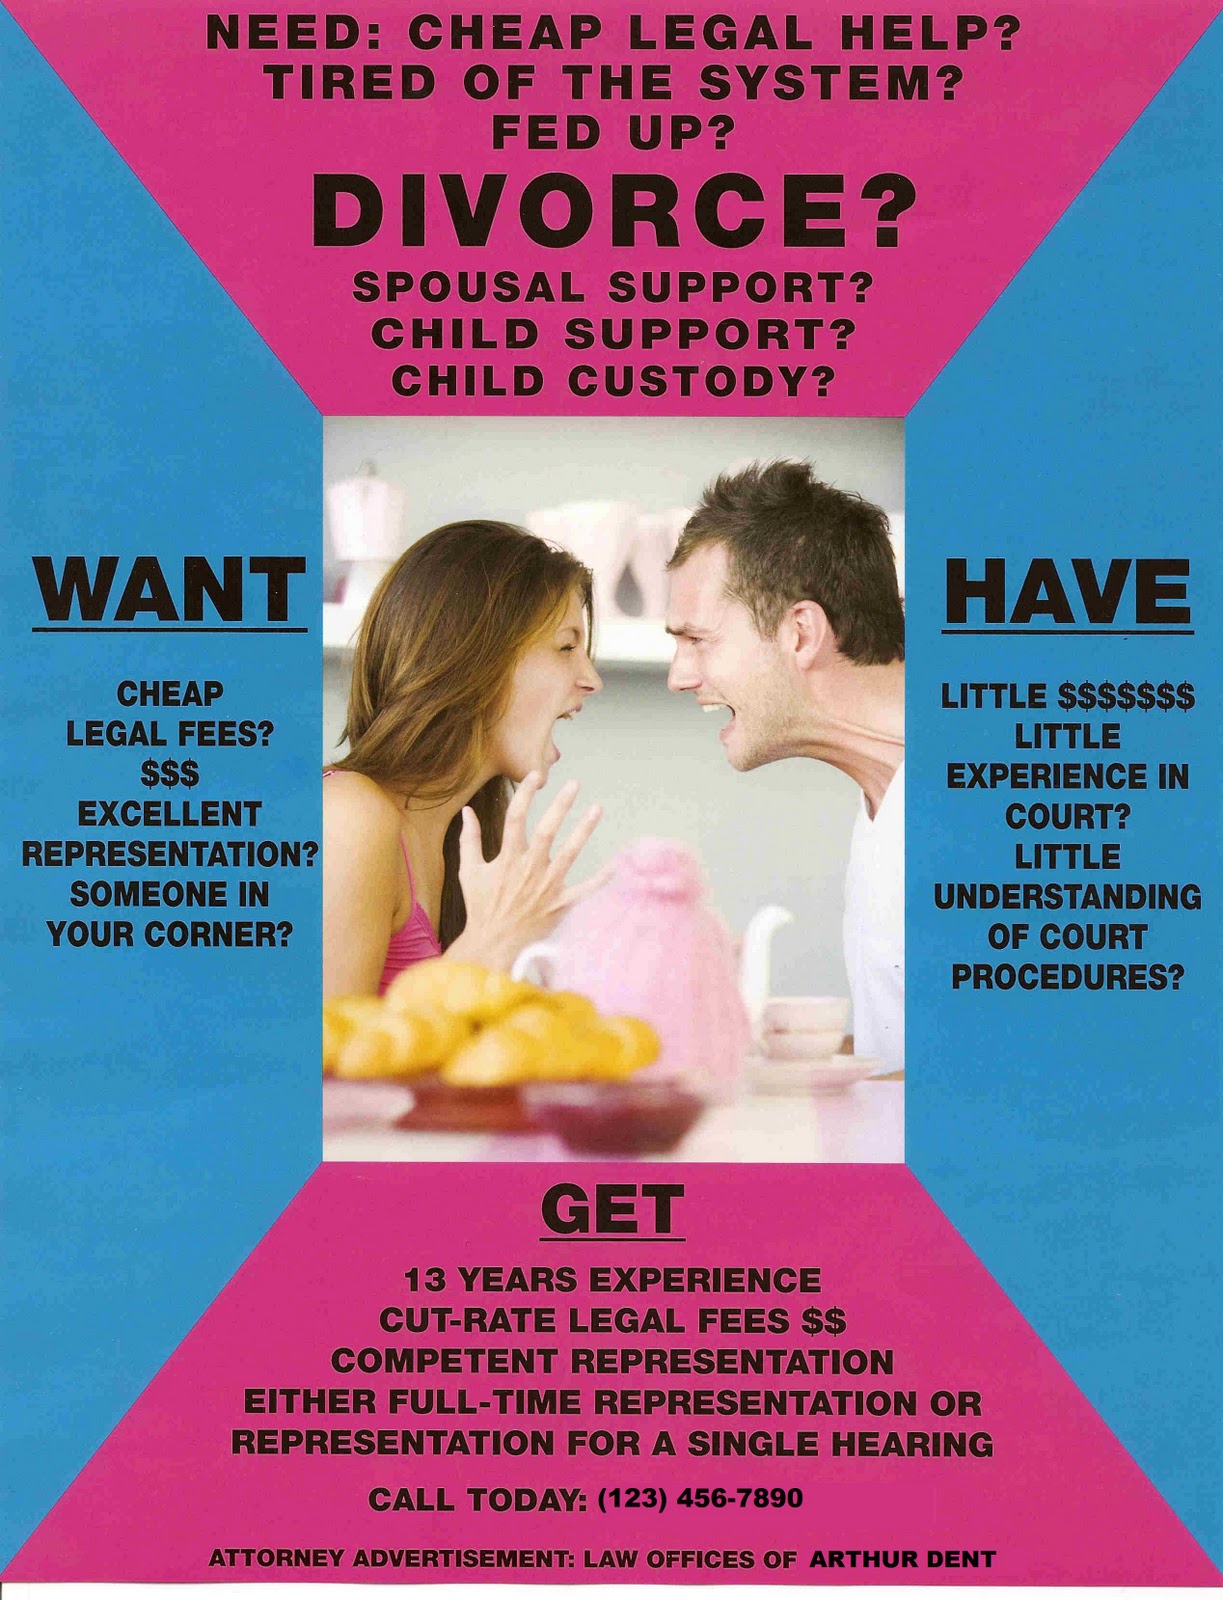 NEED: CHEAP LEGAL HELP?
TIRED OF THE SYSTEM?
FED UP?
DIVORCE?
SPOUSAL SUPPORT?
CHILD SUPPORT?
CHILD CUSTODY?
WANT
CHEAP
LEGAL FEES?
$$$
EXCELLENT
REPRESENTATION?
SOMEONE IN
YOUR CORNER?
HAVE
LITTLE $$$$$$$
LITTLE
EXPERIENCE IN
COURT?
LITTLE
UNDERSTANDING
OF COURT
PROCEDURES?
GET
13 YEARS EXPERIENCE
CUT-RATE LEGAL FEES $$
COMPETENT REPRESENTATION
EITHER FULL-TIME REPRESENTATION OR
REPRESENTATION FOR A SINGLE HEARING
CALL TODAY: (123) 456-7890
ATTORNEY ADVERTISEMENT: LAW OFFICES OF ARTHUR DENT